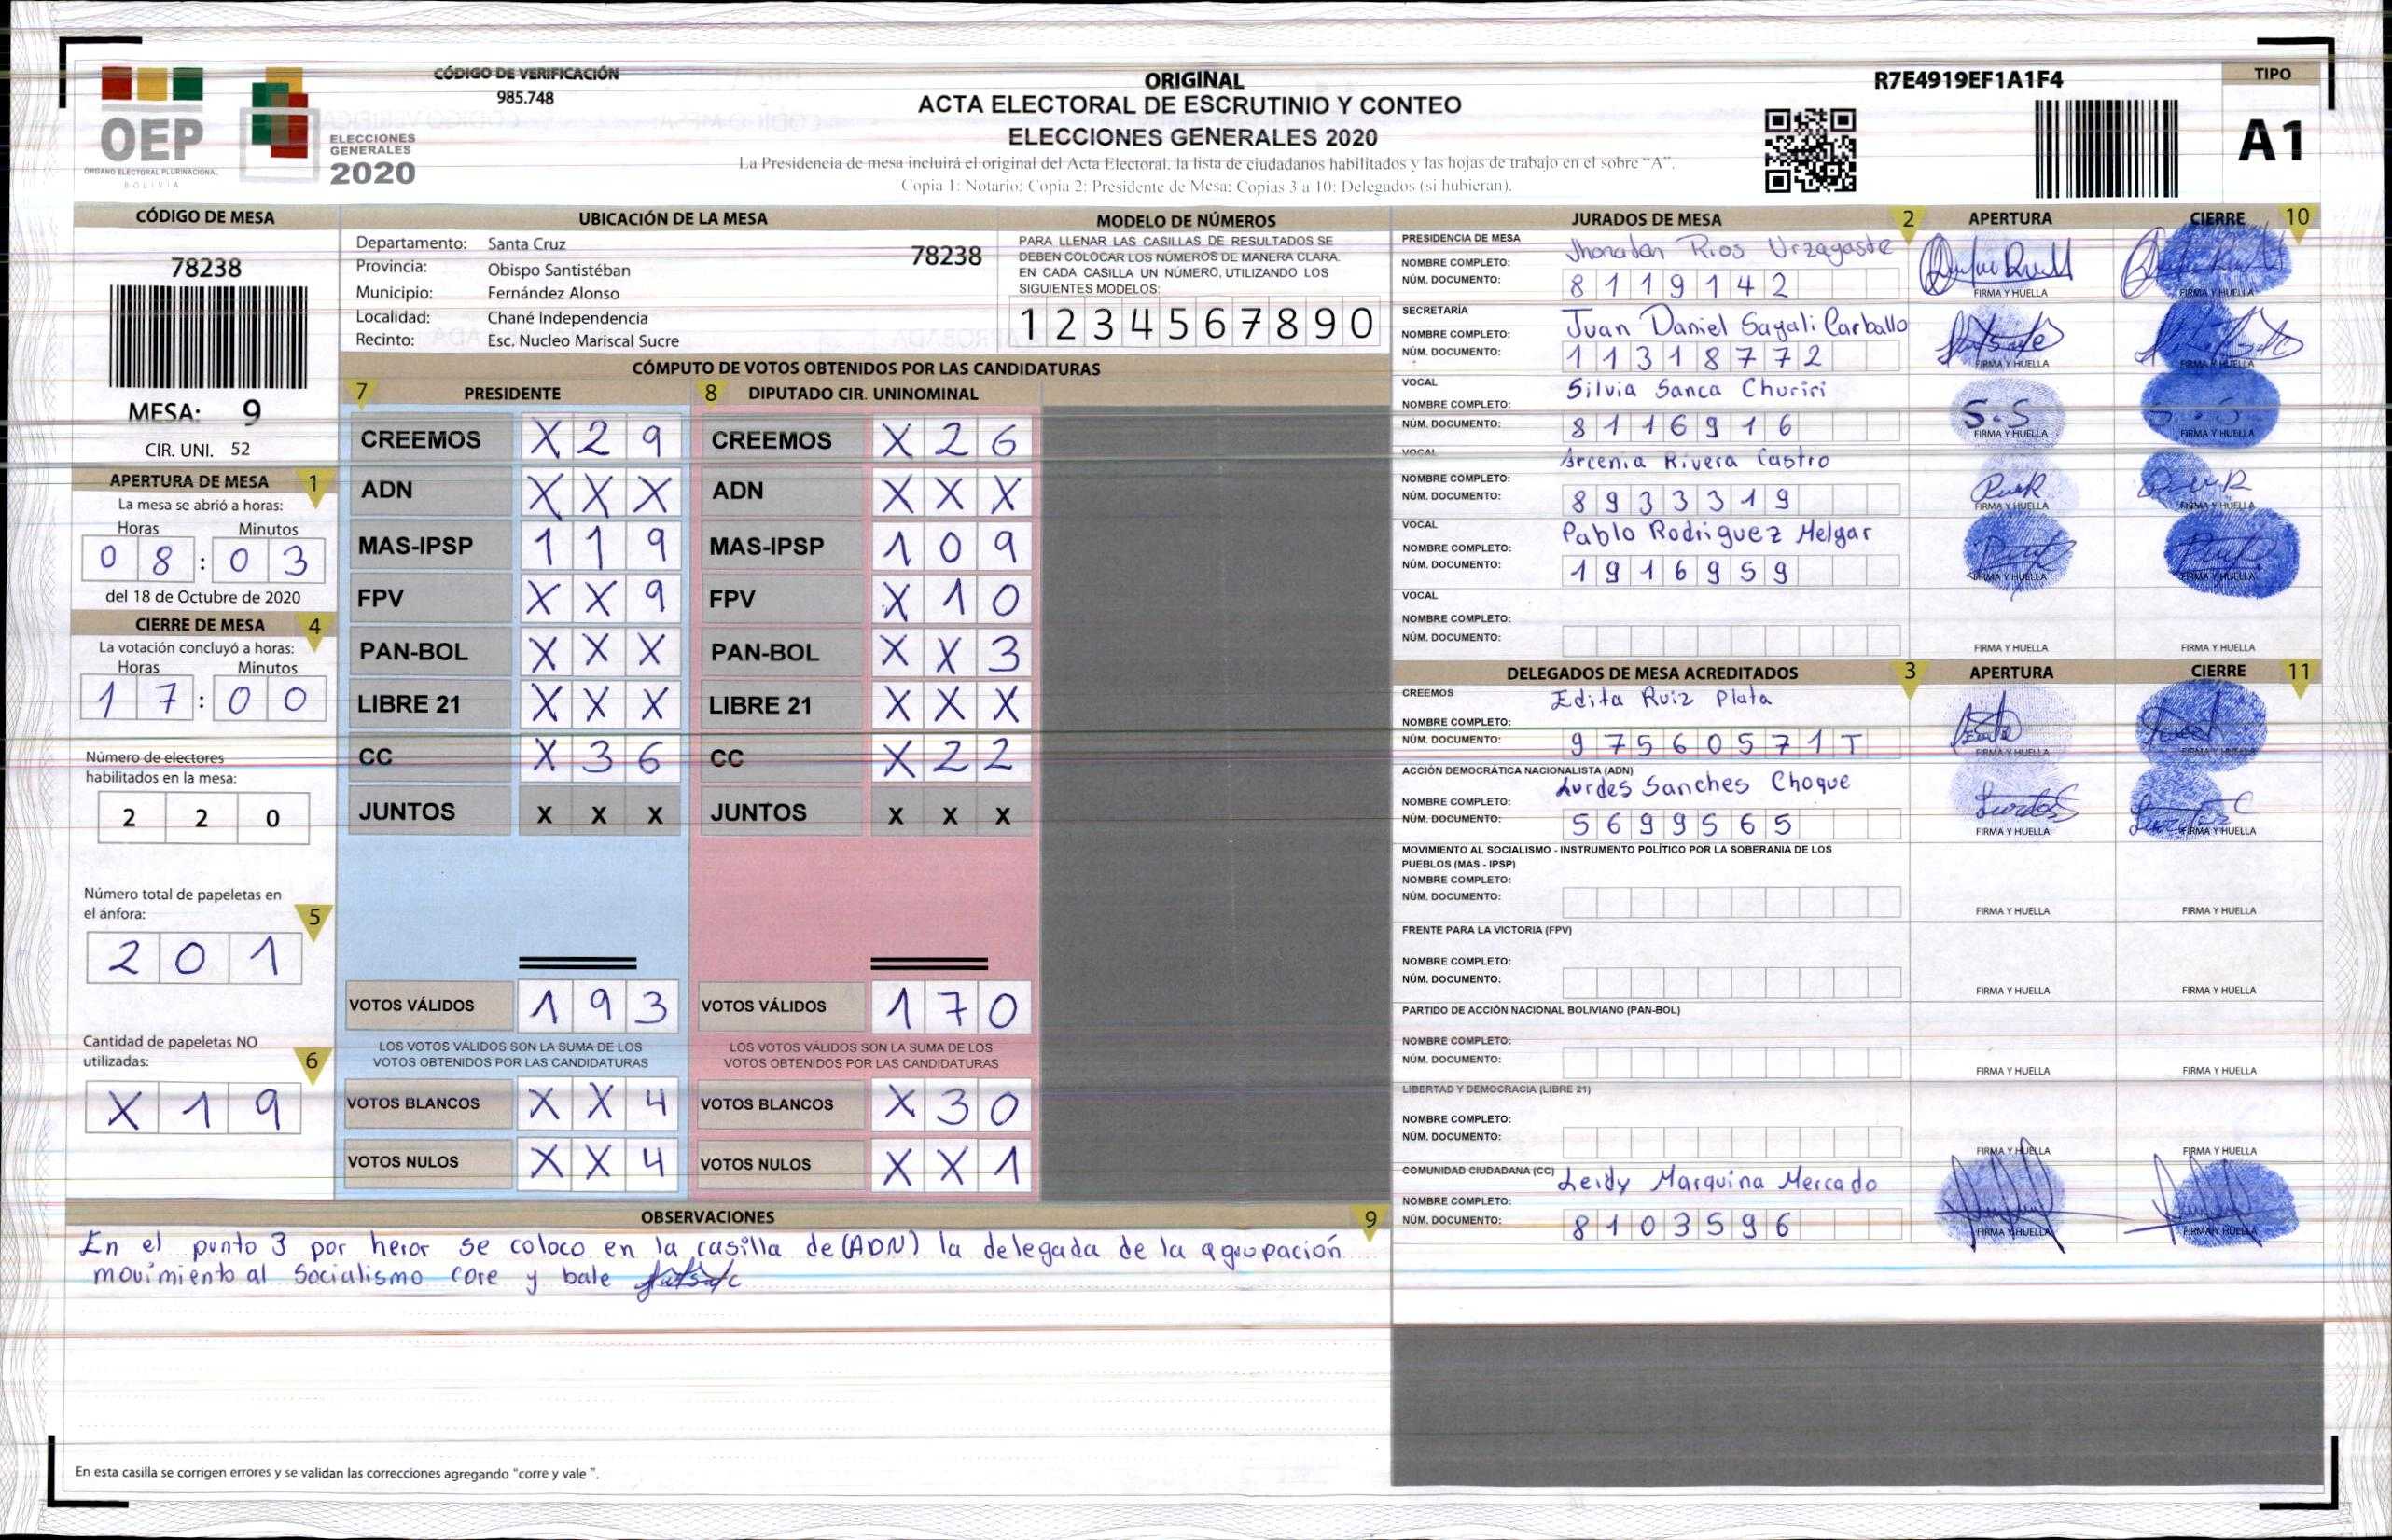 CÓDIGO DE VERIFICACIÓN
985.748
OEP
ÓRGANO ELECTORAL PLURINACIONAL
BOLIVIA
ELECCIONES
GENERALES
2020
ORIGINAL
ACTA ELECTORAL DE ESCRUTINIO Y CONTEO
ELECCIONES GENERALES 2020
La Presidencia de mesa incluirá el original del Acta Electoral, la lista de ciudadanos habilitados y las hojas de trabajo en el sobre "A".
Copia 1: Notario; Copia 2: Presidente de Mesa; Copias 3 a 10: Delegados (si hubieran).
R7E4919EF1A1F4
TIPO
A1
CÓDIGO DE MESA
78238
MESA: 9
CIR. UNI. 52
APERTURA DE MESA 1
La mesa se abrió a horas:
Horas Minutos
0 8 : 0 3
del 18 de Octubre de 2020
CIERRE DE MESA 4
La votación concluyó a horas:
Horas Minutos
1 7 : 0 0
Número de electores
habilitados en la mesa:
2 2 0
Número total de papeletas en
el ánfora:
5
2 0 1
Cantidad de papeletas NO
utilizadas:
6
X 1 9
UBICACIÓN DE LA MESA
Departamento: Santa Cruz 78238
Provincia: Obispo Santistéban
Municipio: Fernández Alonso
Localidad: Chané Independencia
Recinto: Esc. Nucleo Mariscal Sucre
MODELO DE NÚMEROS
PARA LLENAR LAS CASILLAS DE RESULTADOS SE
DEBEN COLOCAR LOS NÚMEROS DE MANERA CLARA.
EN CADA CASILLA UN NÚMERO, UTILIZANDO LOS
SIGUIENTES MODELOS:
1 2 3 4 5 6 7 8 9 0
CÓMPUTO DE VOTOS OBTENIDOS POR LAS CANDIDATURAS
7 PRESIDENTE 8 DIPUTADO CIR. UNINOMINAL
CREEMOS X 2 9 CREEMOS X 2 6
ADN X X X ADN X X X
MAS-IPSP 1 1 9 MAS-IPSP 1 0 9
FPV X X 9 FPV X 1 0
PAN-BOL X X X PAN-BOL X X 3
LIBRE 21 X X X LIBRE 21 X X X
CC X 3 6 CC X 2 2
JUNTOS X X X JUNTOS X X X
VOTOS VÁLIDOS 1 9 3 VOTOS VÁLIDOS 1 7 0
LOS VOTOS VÁLIDOS SON LA SUMA DE LOS LOS VOTOS VÁLIDOS SON LA SUMA DE LOS
VOTOS OBTENIDOS POR LAS CANDIDATURAS VOTOS OBTENIDOS POR LAS CANDIDATURAS
VOTOS BLANCOS X X 4 VOTOS BLANCOS X 3 0
VOTOS NULOS X X 4 VOTOS NULOS X X 1
OBSERVACIONES 9
En el punto 3 por heror se coloco en la casilla de (ADN) la delegada de la agrupación
movimiento al Socialismo core y bale
En esta casilla se corrigen errores y se validan las correcciones agregando "corre y vale ".
JURADOS DE MESA 2 APERTURA CIERRE 10
PRESIDENCIA DE MESA
NOMBRE COMPLETO: Jhonatan Rios Urzagaste
NÚM. DOCUMENTO: 8 1 1 9 1 4 2
FIRMA Y HUELLA FIRMA Y HUELLA
SECRETARÍA
NOMBRE COMPLETO: Juan Daniel Sayali Carballo
NÚM. DOCUMENTO: 1 1 3 1 8 7 7 2
FIRMA Y HUELLA FIRMA Y HUELLA
VOCAL
NOMBRE COMPLETO: Silvia Sanca Churiri
NÚM. DOCUMENTO: 8 1 1 6 9 1 6
S.S S.S
FIRMA Y HUELLA FIRMA Y HUELLA
VOCAL
NOMBRE COMPLETO: Arcenia Rivera Castro
NÚM. DOCUMENTO: 8 9 3 3 3 1 9
FIRMA Y HUELLA FIRMA Y HUELLA
VOCAL
NOMBRE COMPLETO: Pablo Rodriguez Melgar
NÚM. DOCUMENTO: 1 9 1 6 9 5 9
FIRMA Y HUELLA FIRMA Y HUELLA
VOCAL
NOMBRE COMPLETO:
NÚM. DOCUMENTO:
FIRMA Y HUELLA FIRMA Y HUELLA
DELEGADOS DE MESA ACREDITADOS 3 APERTURA CIERRE 11
CREEMOS
NOMBRE COMPLETO: Edita Ruiz Plata
NÚM. DOCUMENTO: 9 7 5 6 0 5 7 1 T
FIRMA Y HUELLA FIRMA Y HUELLA
ACCIÓN DEMOCRÁTICA NACIONALISTA (ADN)
NOMBRE COMPLETO: Lurdes Sanches Choque
NÚM. DOCUMENTO: 5 6 9 9 5 6 5
FIRMA Y HUELLA FIRMA Y HUELLA
MOVIMIENTO AL SOCIALISMO - INSTRUMENTO POLÍTICO POR LA SOBERANIA DE LOS
PUEBLOS (MAS - IPSP)
NOMBRE COMPLETO:
NÚM. DOCUMENTO:
FIRMA Y HUELLA FIRMA Y HUELLA
FRENTE PARA LA VICTORIA (FPV)
NOMBRE COMPLETO:
NÚM. DOCUMENTO:
FIRMA Y HUELLA FIRMA Y HUELLA
PARTIDO DE ACCIÓN NACIONAL BOLIVIANO (PAN-BOL)
NOMBRE COMPLETO:
NÚM. DOCUMENTO:
FIRMA Y HUELLA FIRMA Y HUELLA
LIBERTAD Y DEMOCRACIA (LIBRE 21)
NOMBRE COMPLETO:
NÚM. DOCUMENTO:
FIRMA Y HUELLA FIRMA Y HUELLA
COMUNIDAD CIUDADANA (CC)
NOMBRE COMPLETO: Leidy Marquina Mercado
NÚM. DOCUMENTO: 8 1 0 3 5 9 6
FIRMA Y HUELLA FIRMA Y HUELLA